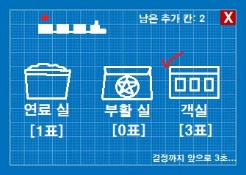 남은 추가 칸: 2
X
연료 실
[1표]
부활 실
[0표]
객실
[3표]
결정까지 앞으로 3초...